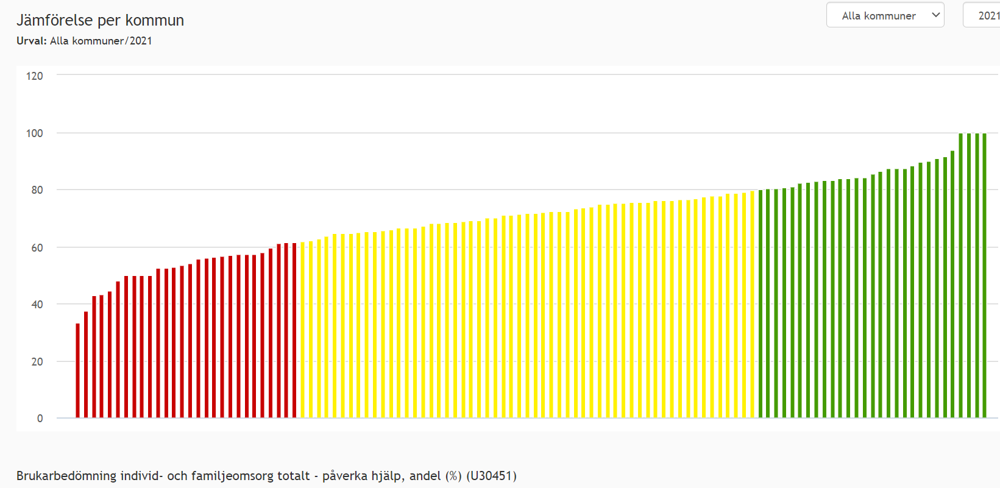 Jämförelse per kommun
Alla kommuner
2021
Urval: Alla kommuner/2021
120
100
80
60
40
20
0
Brukarbedömning individ- och familjeomsorg totalt - påverka hjälp, andel (%) (U30451)